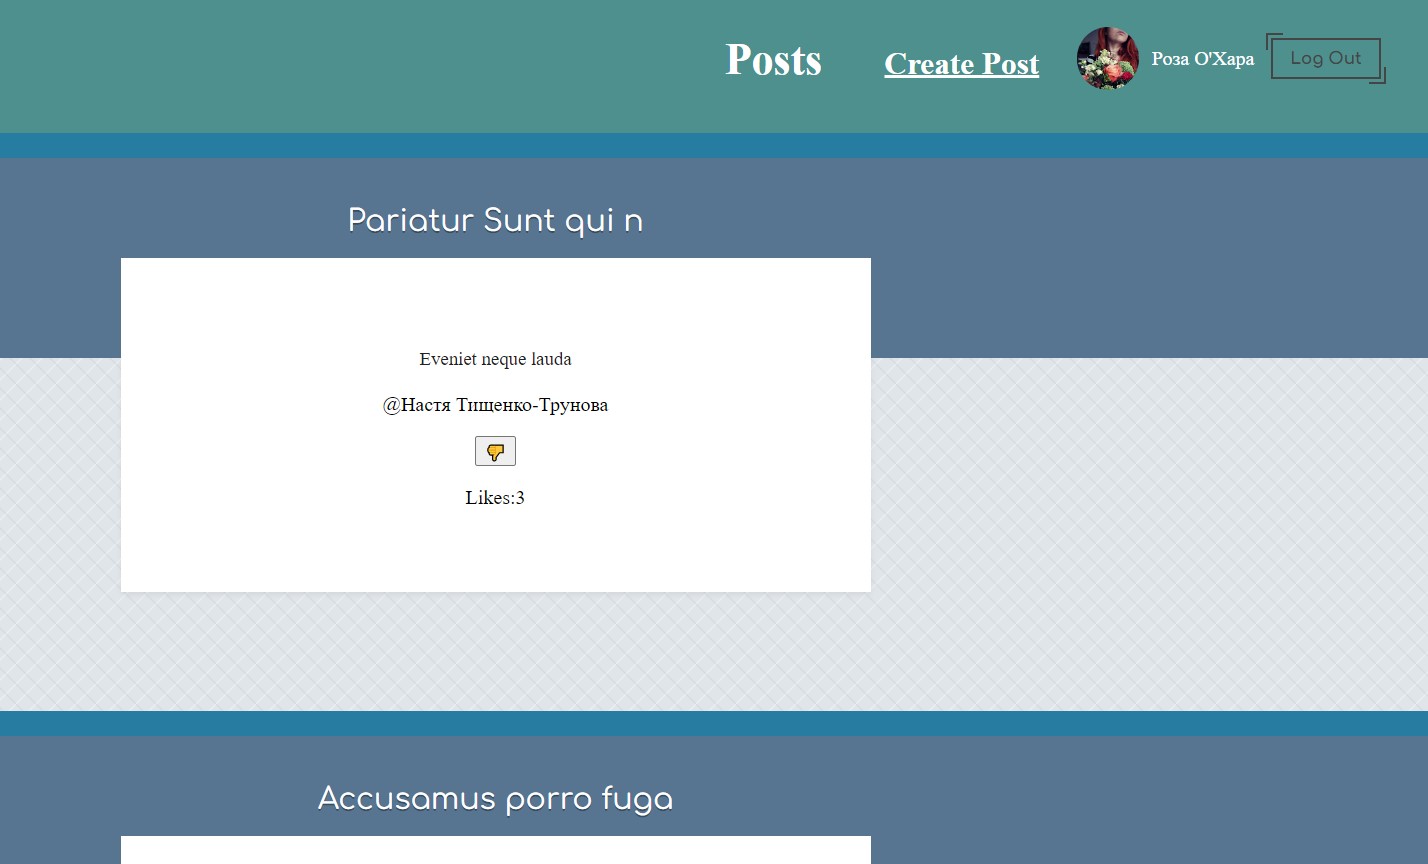 Posts
Create Post
Роза О'Хара
Log Out
Pariatur Sunt qui n
Eveniet neque lauda
@Настя Тищенко-Трунова
Likes:3
Accusamus porro fuga